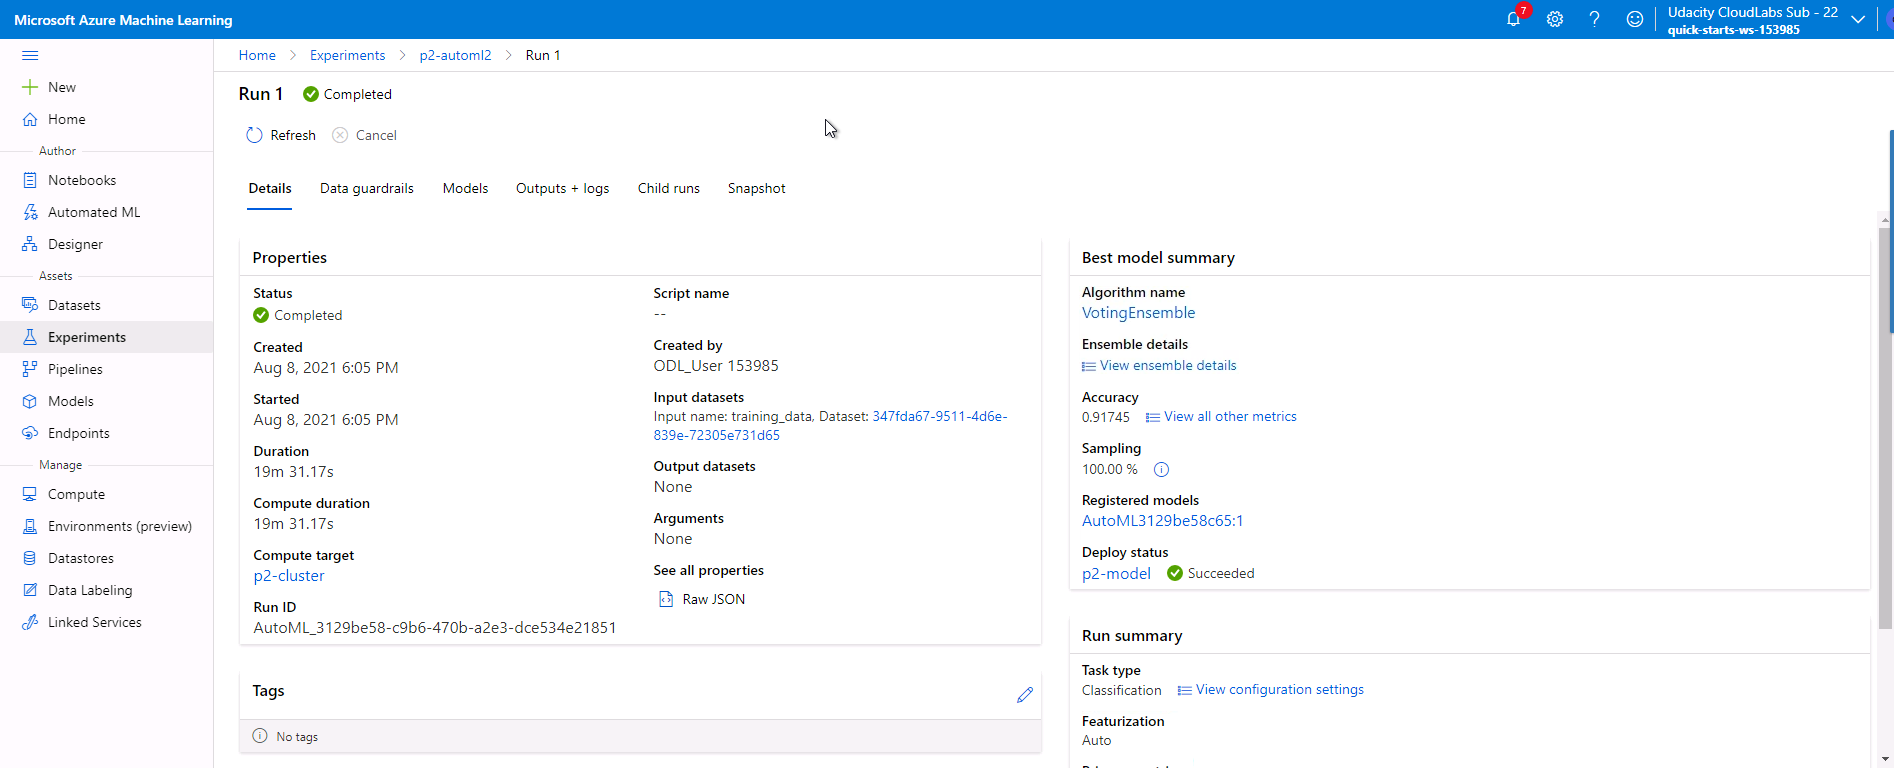 Microsoft Azure Machine Learning
7
Udacity CloudLabs Sub - 22
quick-starts-ws-153985
New
Home
Author
Notebooks
Automated ML
Designer
Assets
Datasets
Experiments
Pipelines
Models
Endpoints
Manage
Compute
Environments (preview)
Datastores
Data Labeling
Linked Services
Home > Experiments > p2-automl2 > Run 1
Run 1 Completed
Refresh Cancel
Details Data guardrails Models Outputs + logs Child runs Snapshot
Properties
Status
Completed
Created
Aug 8, 2021 6:05 PM
Started
Aug 8, 2021 6:05 PM
Duration
19m 31.17s
Compute duration
19m 31.17s
Compute target
p2-cluster
Run ID
AutoML_3129be58-c9b6-470b-a2e3-dce534e21851
Script name
--
Created by
ODL_User 153985
Input datasets
Input name: training_data, Dataset: 347fda67-9511-4d6e-
839e-72305e731d65
Output datasets
None
Arguments
None
See all properties
Raw JSON
Tags
No tags
Best model summary
Algorithm name
VotingEnsemble
Ensemble details
View ensemble details
Accuracy
0.91745 View all other metrics
Sampling
100.00 %
Registered models
AutoML3129be58c65:1
Deploy status
p2-model Succeeded
Run summary
Task type
Classification View configuration settings
Featurization
Auto